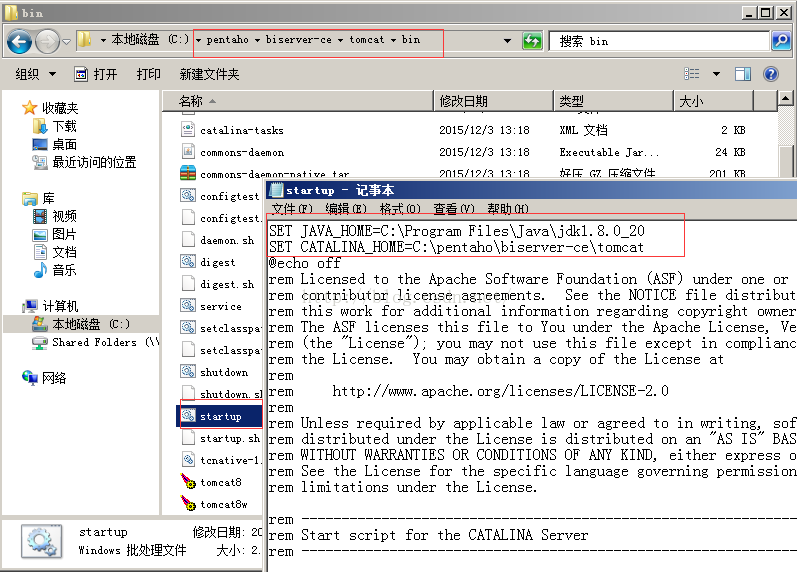 bin
本地磁盘 (C:) pentaho biserver-ce tomcat bin
搜索 bin
组织 打开 打印 新建文件夹
收藏夹
下载
桌面
最近访问的位置
库
视频
图片
文档
音乐
计算机
本地磁盘 (C:)
Shared Folders (\\
网络
名称 修改日期 类型 大小
catalina-tasks 2015/12/3 13:18 XML 文档 2 KB
commons-daemon 2015/12/3 13:18 Executable Jar... 24 KB
commons-daemon-native.tar 2015/12/3 13:18 好压 GZ 压缩文件 201 KB
configtest
configtest.
daemon.sh
digest
digest.sh
service
setclasspa
setclasspa
shutdown
shutdown.sh
startup
startup.sh
tcnative-1.
tomcat8
tomcat8w
startup - 记事本
文件(F) 编辑(E) 格式(O) 查看(V) 帮助(H)
SET JAVA_HOME=C:\Program Files\Java\jdk1.8.0_20
SET CATALINA_HOME=C:\pentaho\biserver-ce\tomcat
@echo off
rem Licensed to the Apache Software Foundation (ASF) under one or
rem contributor license agreements.  See the NOTICE file distribut
rem this work for additional information regarding copyright owner
rem The ASF licenses this file to You under the Apache License, Ve
rem (the "License"); you may not use this file except in complianc
rem the License.  You may obtain a copy of the License at
rem
rem     http://www.apache.org/licenses/LICENSE-2.0
rem
rem Unless required by applicable law or agreed to in writing, sof
rem distributed under the License is distributed on an "AS IS" BAS
rem WITHOUT WARRANTIES OR CONDITIONS OF ANY KIND, either express o
rem See the License for the specific language governing permission
rem limitations under the License.
rem ---------------------------------------------------------------
rem Start script for the CATALINA Server
rem ---------------------------------------------------------------
startup 修改日期: 20
Windows 批处理文件 大小: 2.